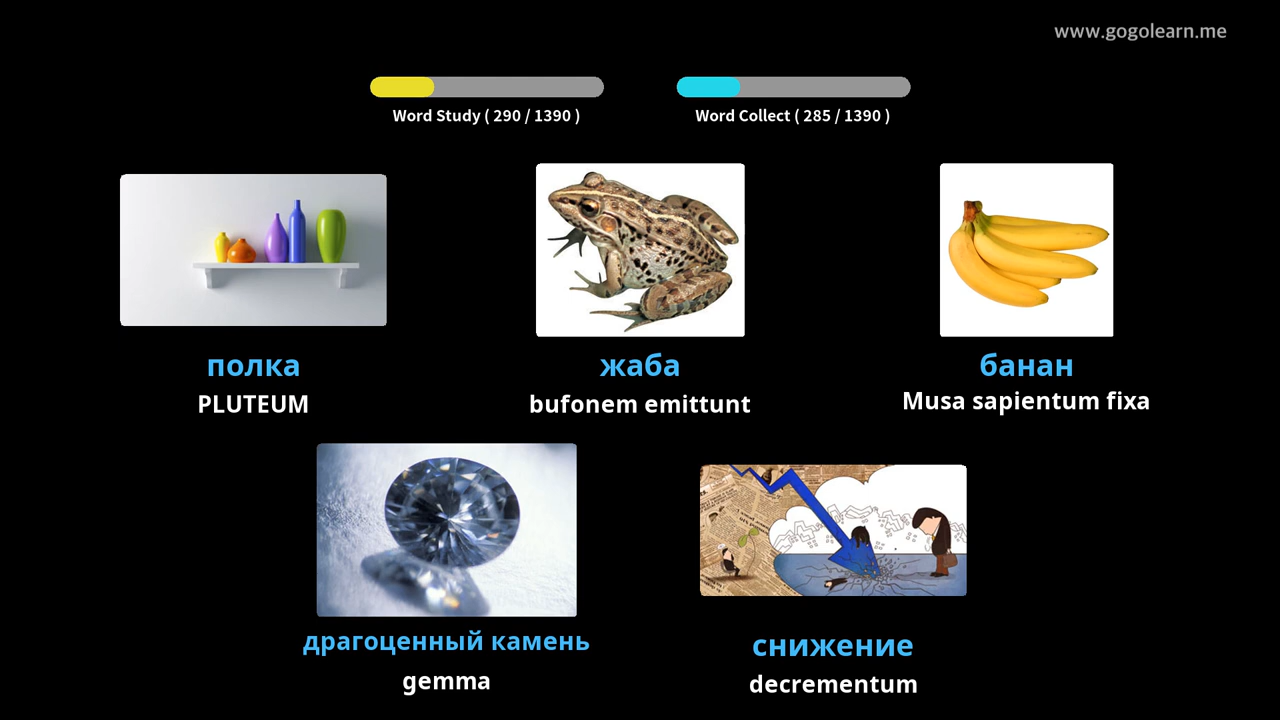 www.gogolearn.me
Word Study ( 290 / 1390 )
Word Collect ( 285 / 1390 )
полка
жаба
банан
PLUTEUM
bufonem emittunt
Musa sapientum fixa
драгоценный камень
снижение
gemma
decrementum